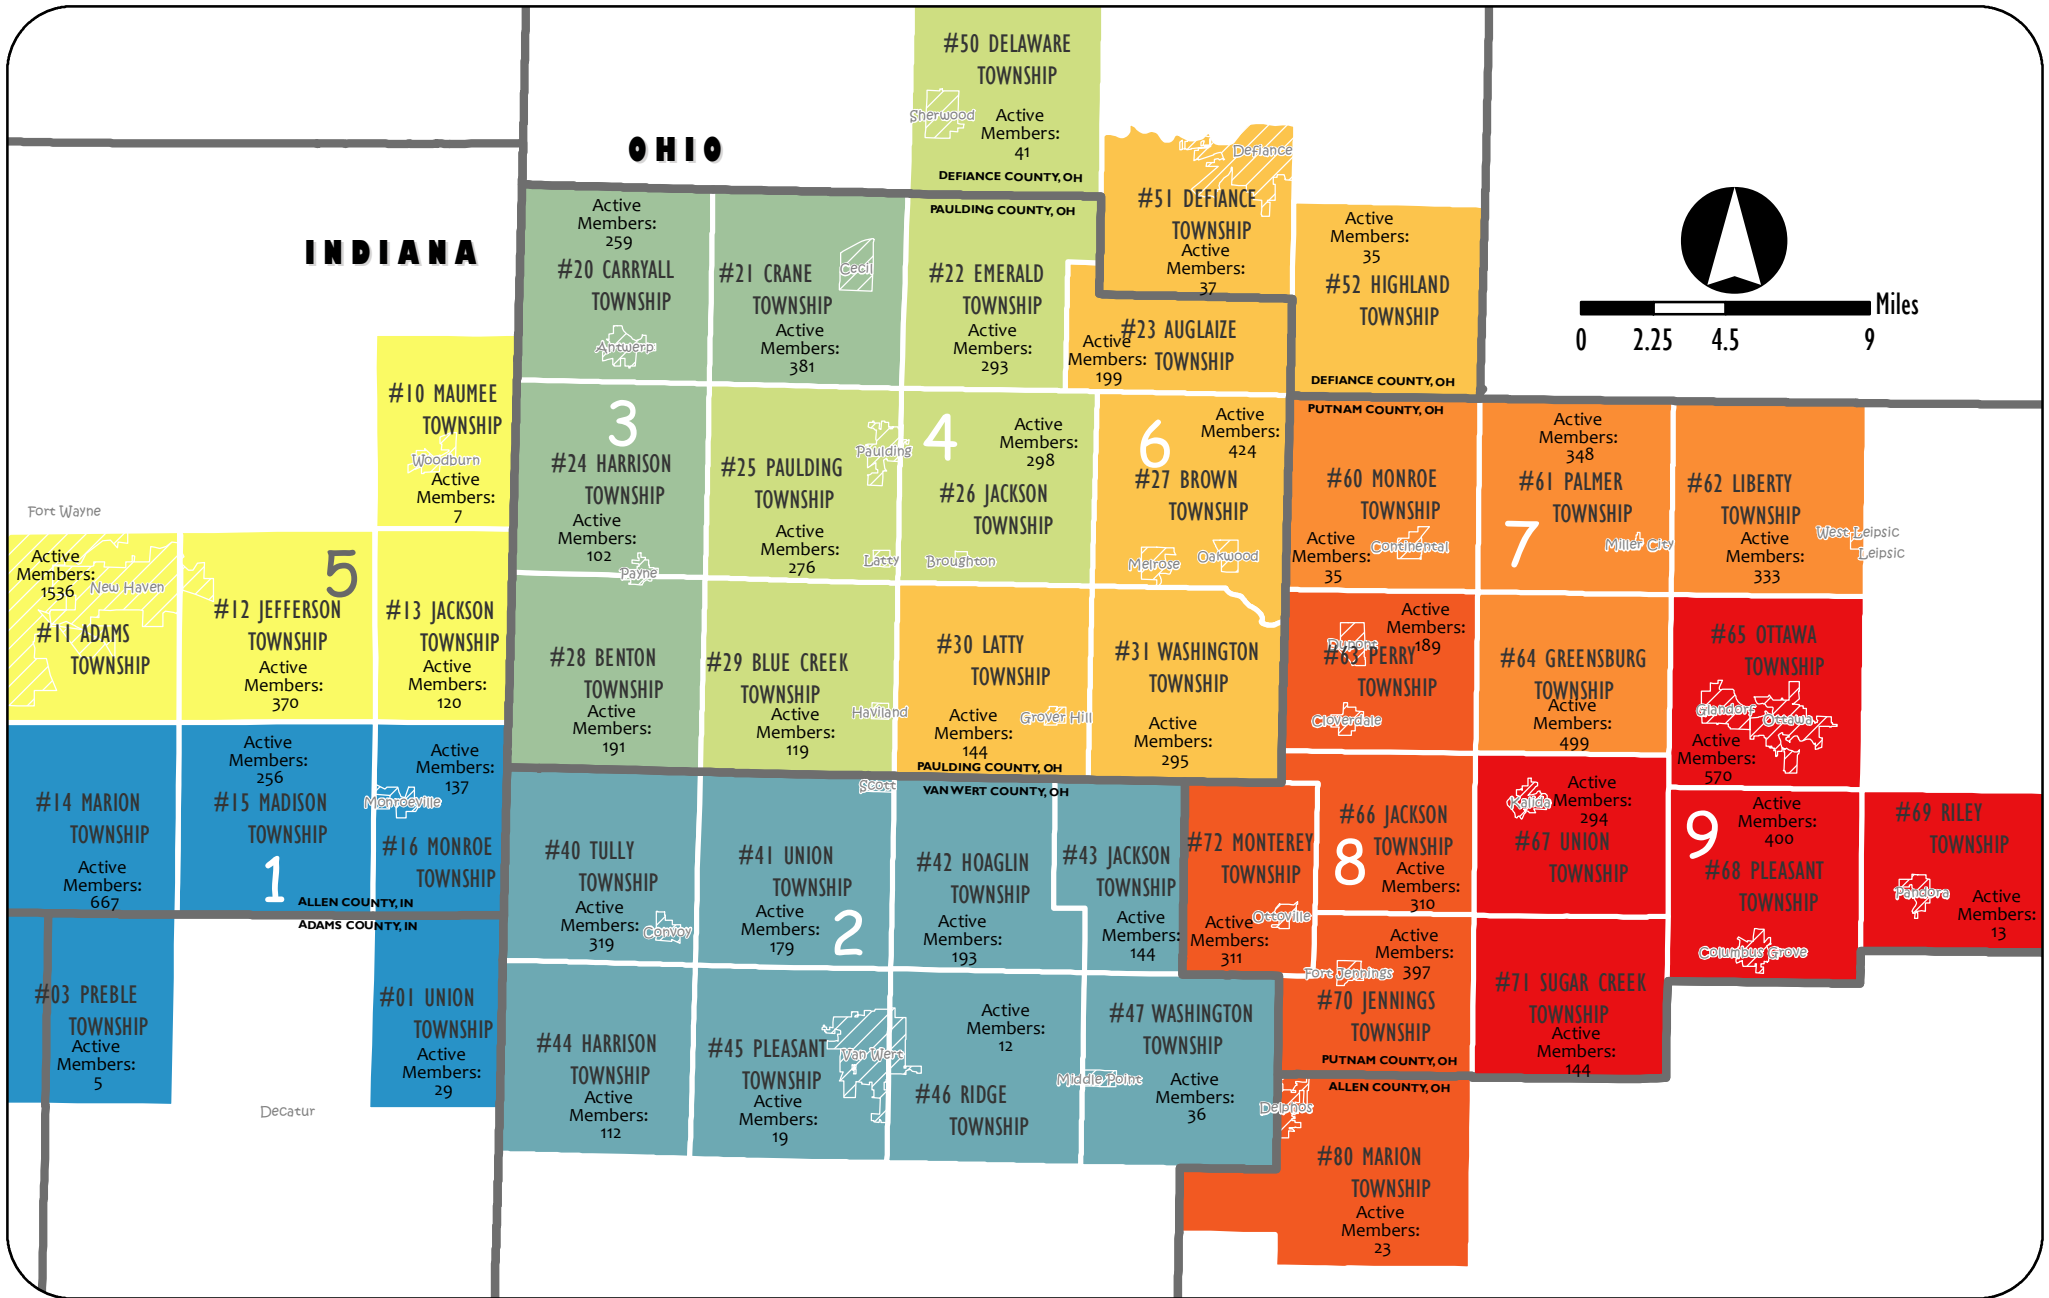 #50 DELAWARE
TOWNSHIP
Sherwood
Active
Members:
41
DEFIANCE COUNTY, OH
OHIO
INDIANA
Defiance
#51 DEFIANCE
TOWNSHIP
Active
Members:
37
Active
Members:
35
#52 HIGHLAND
TOWNSHIP
DEFIANCE COUNTY, OH
Miles
0 2.25 4.5 9
PAULDING COUNTY, OH
Active
Members:
259
#20 CARRYALL
TOWNSHIP
Antwerp
#21 CRANE
TOWNSHIP
Cecil
Active
Members:
381
#22 EMERALD
TOWNSHIP
Active
Members:
293
#23 AUGLAIZE
TOWNSHIP
Active
Members:
199
#10 MAUMEE
TOWNSHIP
Woodburn
Active
Members:
7
3
#24 HARRISON
TOWNSHIP
Active
Members:
102
Payne
#25 PAULDING
TOWNSHIP
Paulding
Active
Members:
276
Latty
4
Active
Members:
298
#26 JACKSON
TOWNSHIP
Broughton
6
Active
Members:
424
#27 BROWN
TOWNSHIP
Melrose
Oakwood
PUTNAM COUNTY, OH
#60 MONROE
TOWNSHIP
Active
Members:
35
Continental
Active
Members:
348
#61 PALMER
TOWNSHIP
7
Miller City
#62 LIBERTY
TOWNSHIP
Active
Members:
333
West Leipsic
Leipsic
Fort Wayne
Active
Members:
1536
New Haven
#11 ADAMS
TOWNSHIP
5
#12 JEFFERSON
TOWNSHIP
Active
Members:
370
#13 JACKSON
TOWNSHIP
Active
Members:
120
#28 BENTON
TOWNSHIP
Active
Members:
191
#29 BLUE CREEK
TOWNSHIP
Active
Members:
119
Haviland
#30 LATTY
TOWNSHIP
Active
Members:
144
Grover Hill
PAULDING COUNTY, OH
#31 WASHINGTON
TOWNSHIP
Active
Members:
295
Active
Members:
189
Dupont
#63 PERRY
TOWNSHIP
Cloverdale
#64 GREENSBURG
TOWNSHIP
Active
Members:
499
#65 OTTAWA
TOWNSHIP
Glandorf
Ottawa
Active
Members:
570
#14 MARION
TOWNSHIP
Active
Members:
667
Active
Members:
256
#15 MADISON
TOWNSHIP
1
Active
Members:
137
Monroeville
#16 MONROE
TOWNSHIP
ALLEN COUNTY, IN
ADAMS COUNTY, IN
Scott
VAN WERT COUNTY, OH
#40 TULLY
TOWNSHIP
Active
Members:
319
Convoy
#41 UNION
TOWNSHIP
Active
Members:
179
2
#42 HOAGLIN
TOWNSHIP
Active
Members:
193
#43 JACKSON
TOWNSHIP
Active
Members:
144
#72 MONTEREY
TOWNSHIP
Active
Members:
311
Ottoville
#66 JACKSON
TOWNSHIP
8
Active
Members:
310
Kalida
Active
Members:
294
#67 UNION
TOWNSHIP
9
Active
Members:
400
#68 PLEASANT
TOWNSHIP
Columbus Grove
#69 RILEY
TOWNSHIP
Pandora
Active
Members:
13
#03 PREBLE
TOWNSHIP
Active
Members:
5
Decatur
#01 UNION
TOWNSHIP
Active
Members:
29
#44 HARRISON
TOWNSHIP
Active
Members:
112
#45 PLEASANT
TOWNSHIP
Active
Members:
19
Van Wert
Active
Members:
12
#46 RIDGE
TOWNSHIP
Middle Point
#47 WASHINGTON
TOWNSHIP
Active
Members:
36
Active
Members:
397
Fort Jennings
#70 JENNINGS
TOWNSHIP
PUTNAM COUNTY, OH
#71 SUGAR CREEK
TOWNSHIP
Active
Members:
144
ALLEN COUNTY, OH
Delphos
#80 MARION
TOWNSHIP
Active
Members:
23